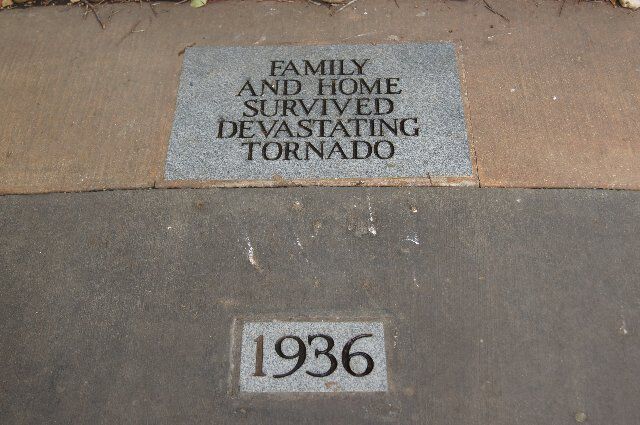 FAMILY
AND HOME
SURVIVED
DEVASTATING
TORNADO
1936